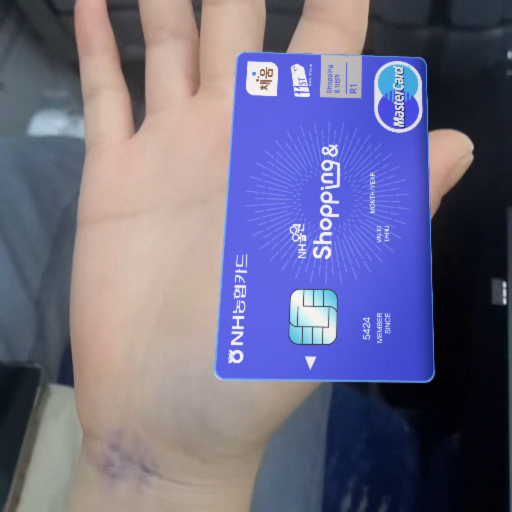 NH농협카드
채움
1ST
Shopping
&
R1
MasterCard
NH올원
Shopping&
MONTH/YEAR
VALID
THRU
5424
MEMBER
SINCE